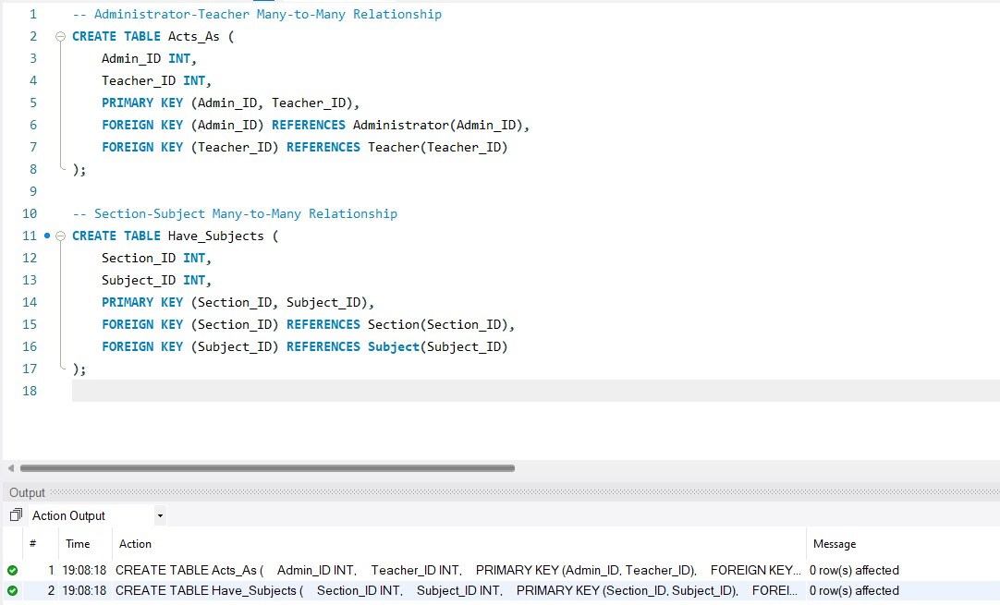 1 -- Administrator-Teacher Many-to-Many Relationship
2 CREATE TABLE Acts_As (
3 Admin_ID INT,
4 Teacher_ID INT,
5 PRIMARY KEY (Admin_ID, Teacher_ID),
6 FOREIGN KEY (Admin_ID) REFERENCES Administrator(Admin_ID),
7 FOREIGN KEY (Teacher_ID) REFERENCES Teacher(Teacher_ID)
8 );
9
10 -- Section-Subject Many-to-Many Relationship
11 CREATE TABLE Have_Subjects (
12 Section_ID INT,
13 Subject_ID INT,
14 PRIMARY KEY (Section_ID, Subject_ID),
15 FOREIGN KEY (Section_ID) REFERENCES Section(Section_ID),
16 FOREIGN KEY (Subject_ID) REFERENCES Subject(Subject_ID)
17 );
18
Output
Action Output
# Time Action Message
1 19:08:18 CREATE TABLE Acts_As ( Admin_ID INT, Teacher_ID INT, PRIMARY KEY (Admin_ID, Teacher_ID), FOREIGN KEY... 0 row(s) affected
2 19:08:18 CREATE TABLE Have_Subjects ( Section_ID INT, Subject_ID INT, PRIMARY KEY (Section_ID, Subject_ID), FOREI... 0 row(s) affected